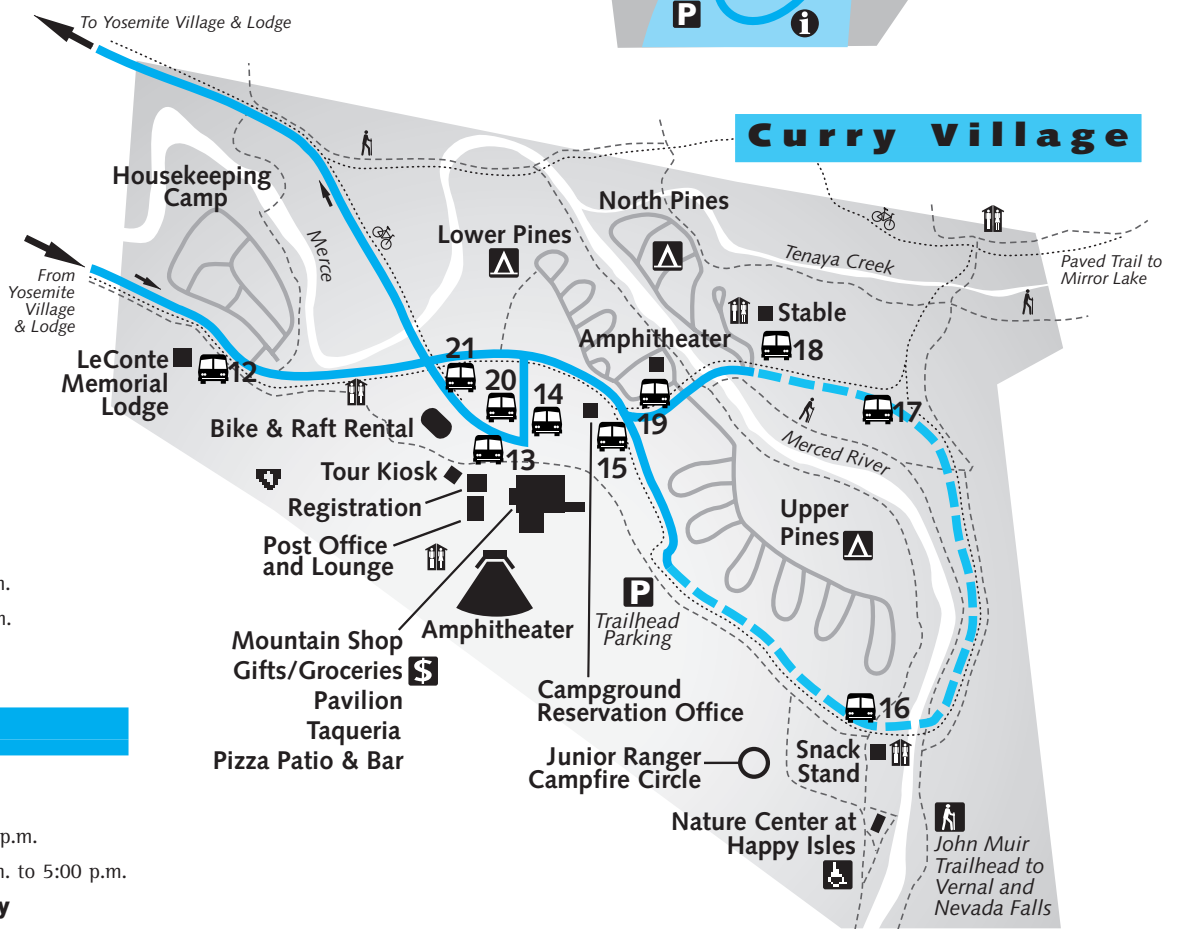 To Yosemite Village & Lodge
P
i
Curry Village
Housekeeping
Camp
North Pines
Lower Pines
Merce
Tenaya Creek
Paved Trail to
Mirror Lake
From
Yosemite
Village
& Lodge
Stable
18
Amphitheater
LeConte
Memorial
Lodge
12
21
20
14
17
19
Bike & Raft Rental
13
15
Merced River
Tour Kiosk
Registration
Post Office
and Lounge
Upper
Pines
P
Trailhead
Parking
Amphitheater
Mountain Shop
Gifts/Groceries $
Pavilion
Taqueria
Pizza Patio & Bar
Campground
Reservation Office
16
Snack
Stand
Junior Ranger
Campfire Circle
Nature Center at
Happy Isles
John Muir
Trailhead to
Vernal and
Nevada Falls
p.m.
to 5:00 p.m.